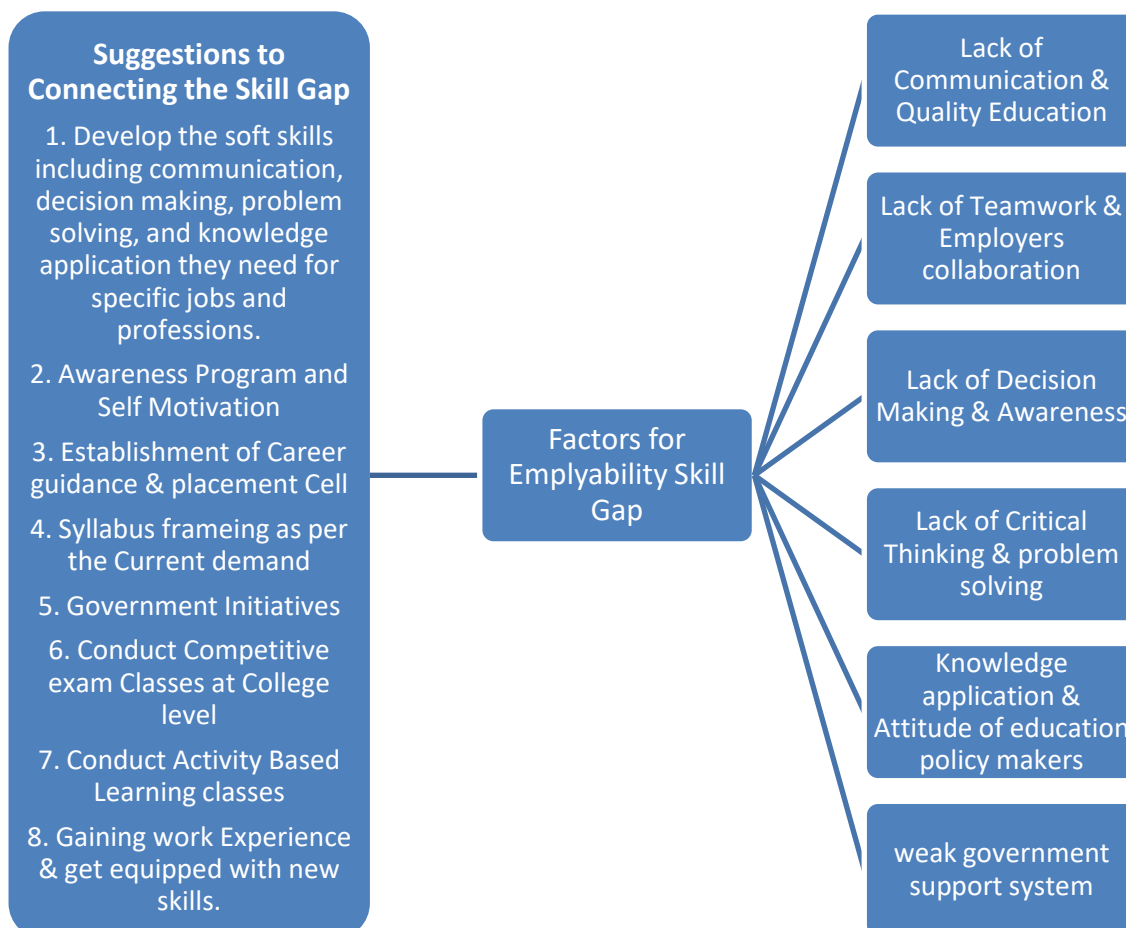 Suggestions to
Connecting the Skill Gap
1. Develop the soft skills
including communication,
decision making, problem
solving, and knowledge
application they need for
specific jobs and
professions.
2. Awareness Program and
Self Motivation
3. Establishment of Career
guidance & placement Cell
4. Syllabus frameing as per
the Current demand
5. Government Initiatives
6. Conduct Competitive
exam Classes at College
level
7. Conduct Activity Based
Learning classes
8. Gaining work Experience
& get equipped with new
skills.
Factors for
Emplyability Skill
Gap
Lack of
Communication &
Quality Education
Lack of Teamwork &
Employers
collaboration
Lack of Decision
Making & Awareness
Lack of Critical
Thinking & problem
solving
Knowledge
application &
Attitude of education
policy makers
weak government
support system